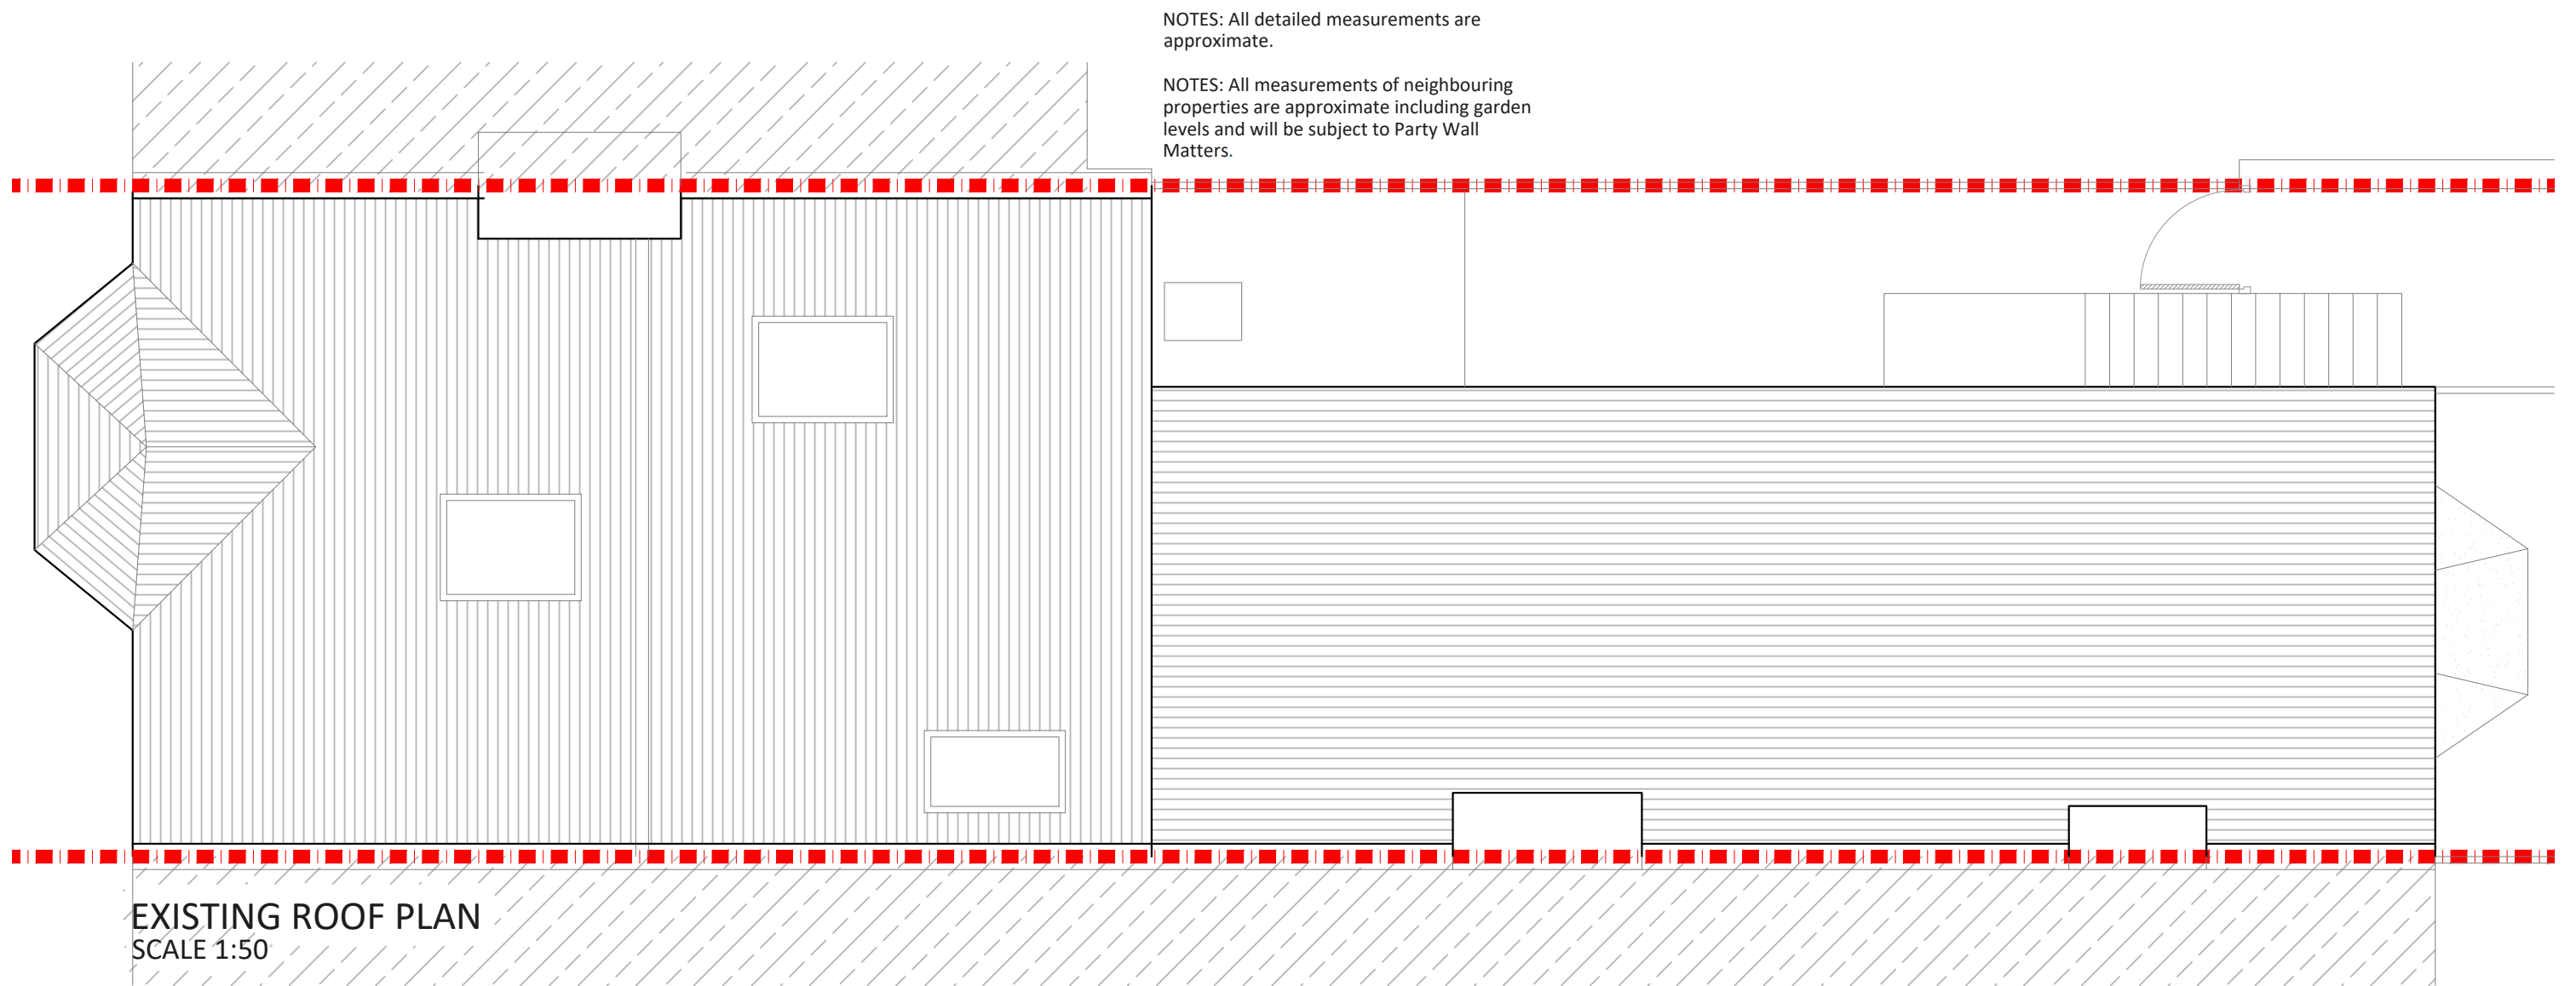 NOTES: All detailed measurements are
approximate.
NOTES: All measurements of neighbouring
properties are approximate including garden
levels and will be subject to Party Wall
Matters.
EXISTING ROOF PLAN
SCALE 1:50